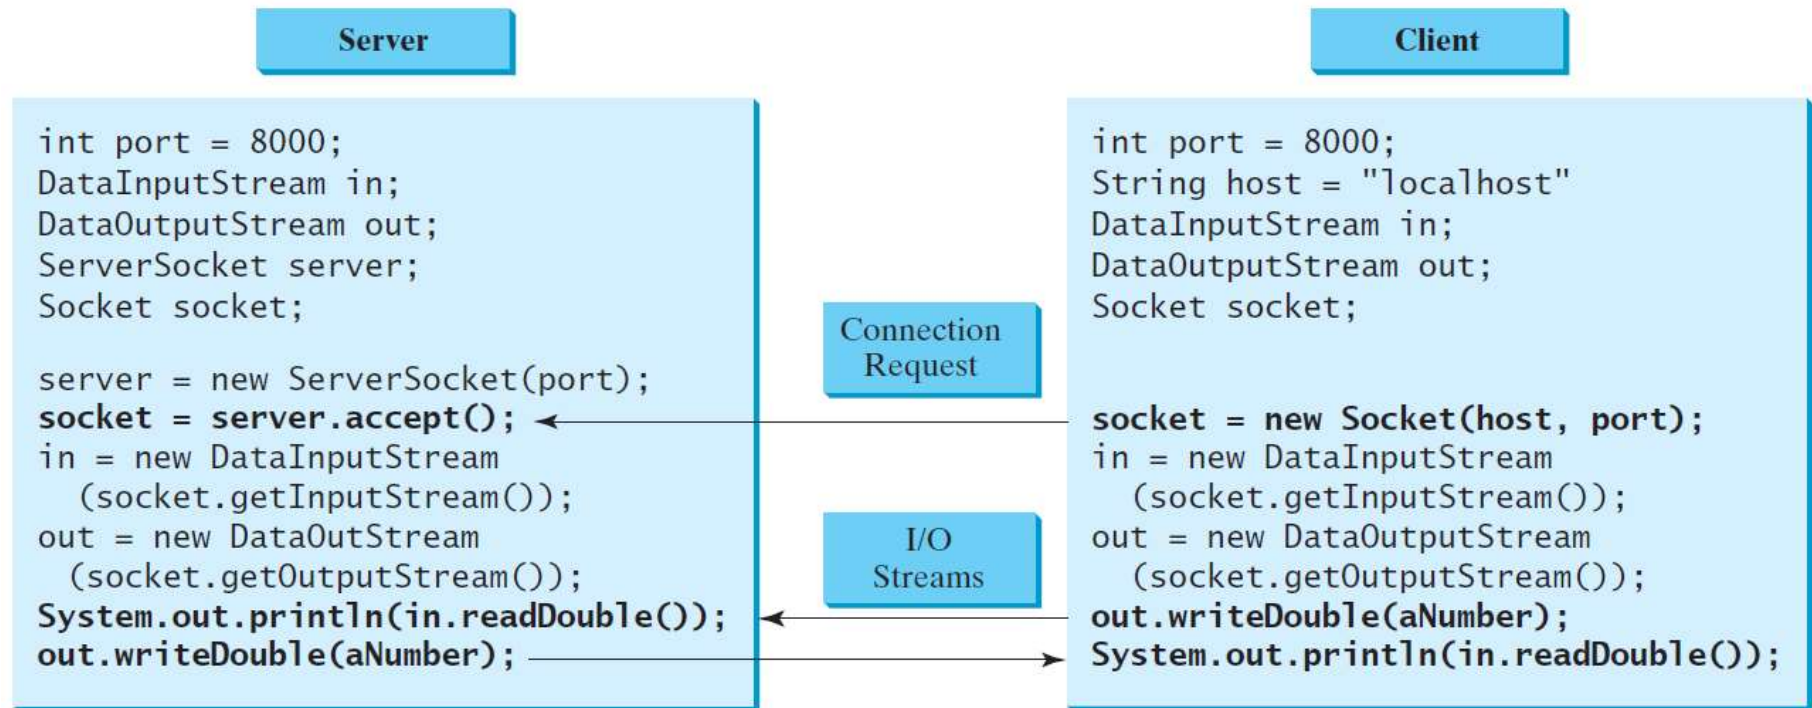 Server
int port = 8000;
DataInputStream in;
DataOutputStream out;
ServerSocket server;
Socket socket;
server = new ServerSocket(port);
socket = server.accept();
in = new DataInputStream
(socket.getInputStream());
out = new DataOutStream
(socket.getOutputStream());
System.out.println(in.readDouble());
out.writeDouble(aNumber);
Connection
Request
I/O
Streams
Client
int port = 8000;
String host = "localhost"
DataInputStream in;
DataOutputStream out;
Socket socket;
socket = new Socket(host, port);
in = new DataInputStream
(socket.getInputStream());
out = new DataOutputStream
(socket.getOutputStream());
out.writeDouble(aNumber);
System.out.println(in.readDouble());